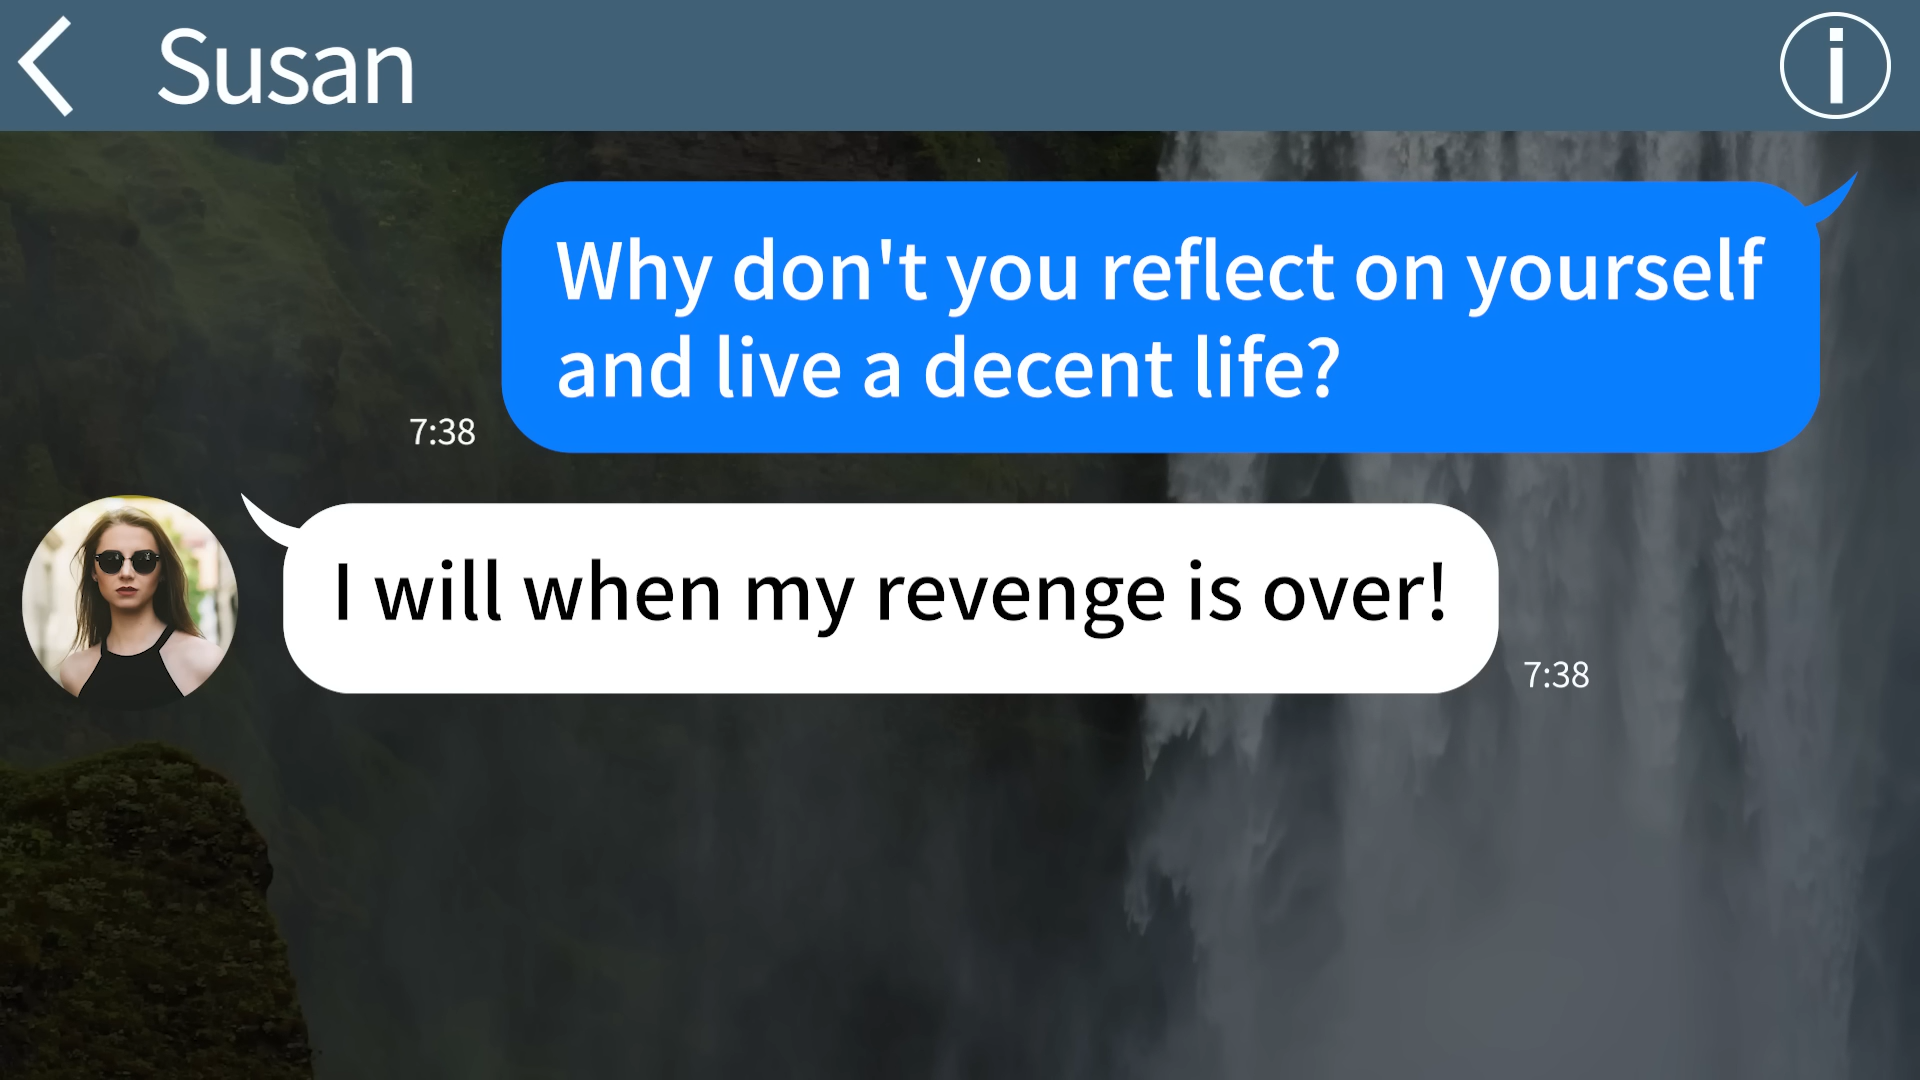 Susan
i
Why don't you reflect on yourself
and live a decent life?
7:38
I will when my revenge is over!
7:38